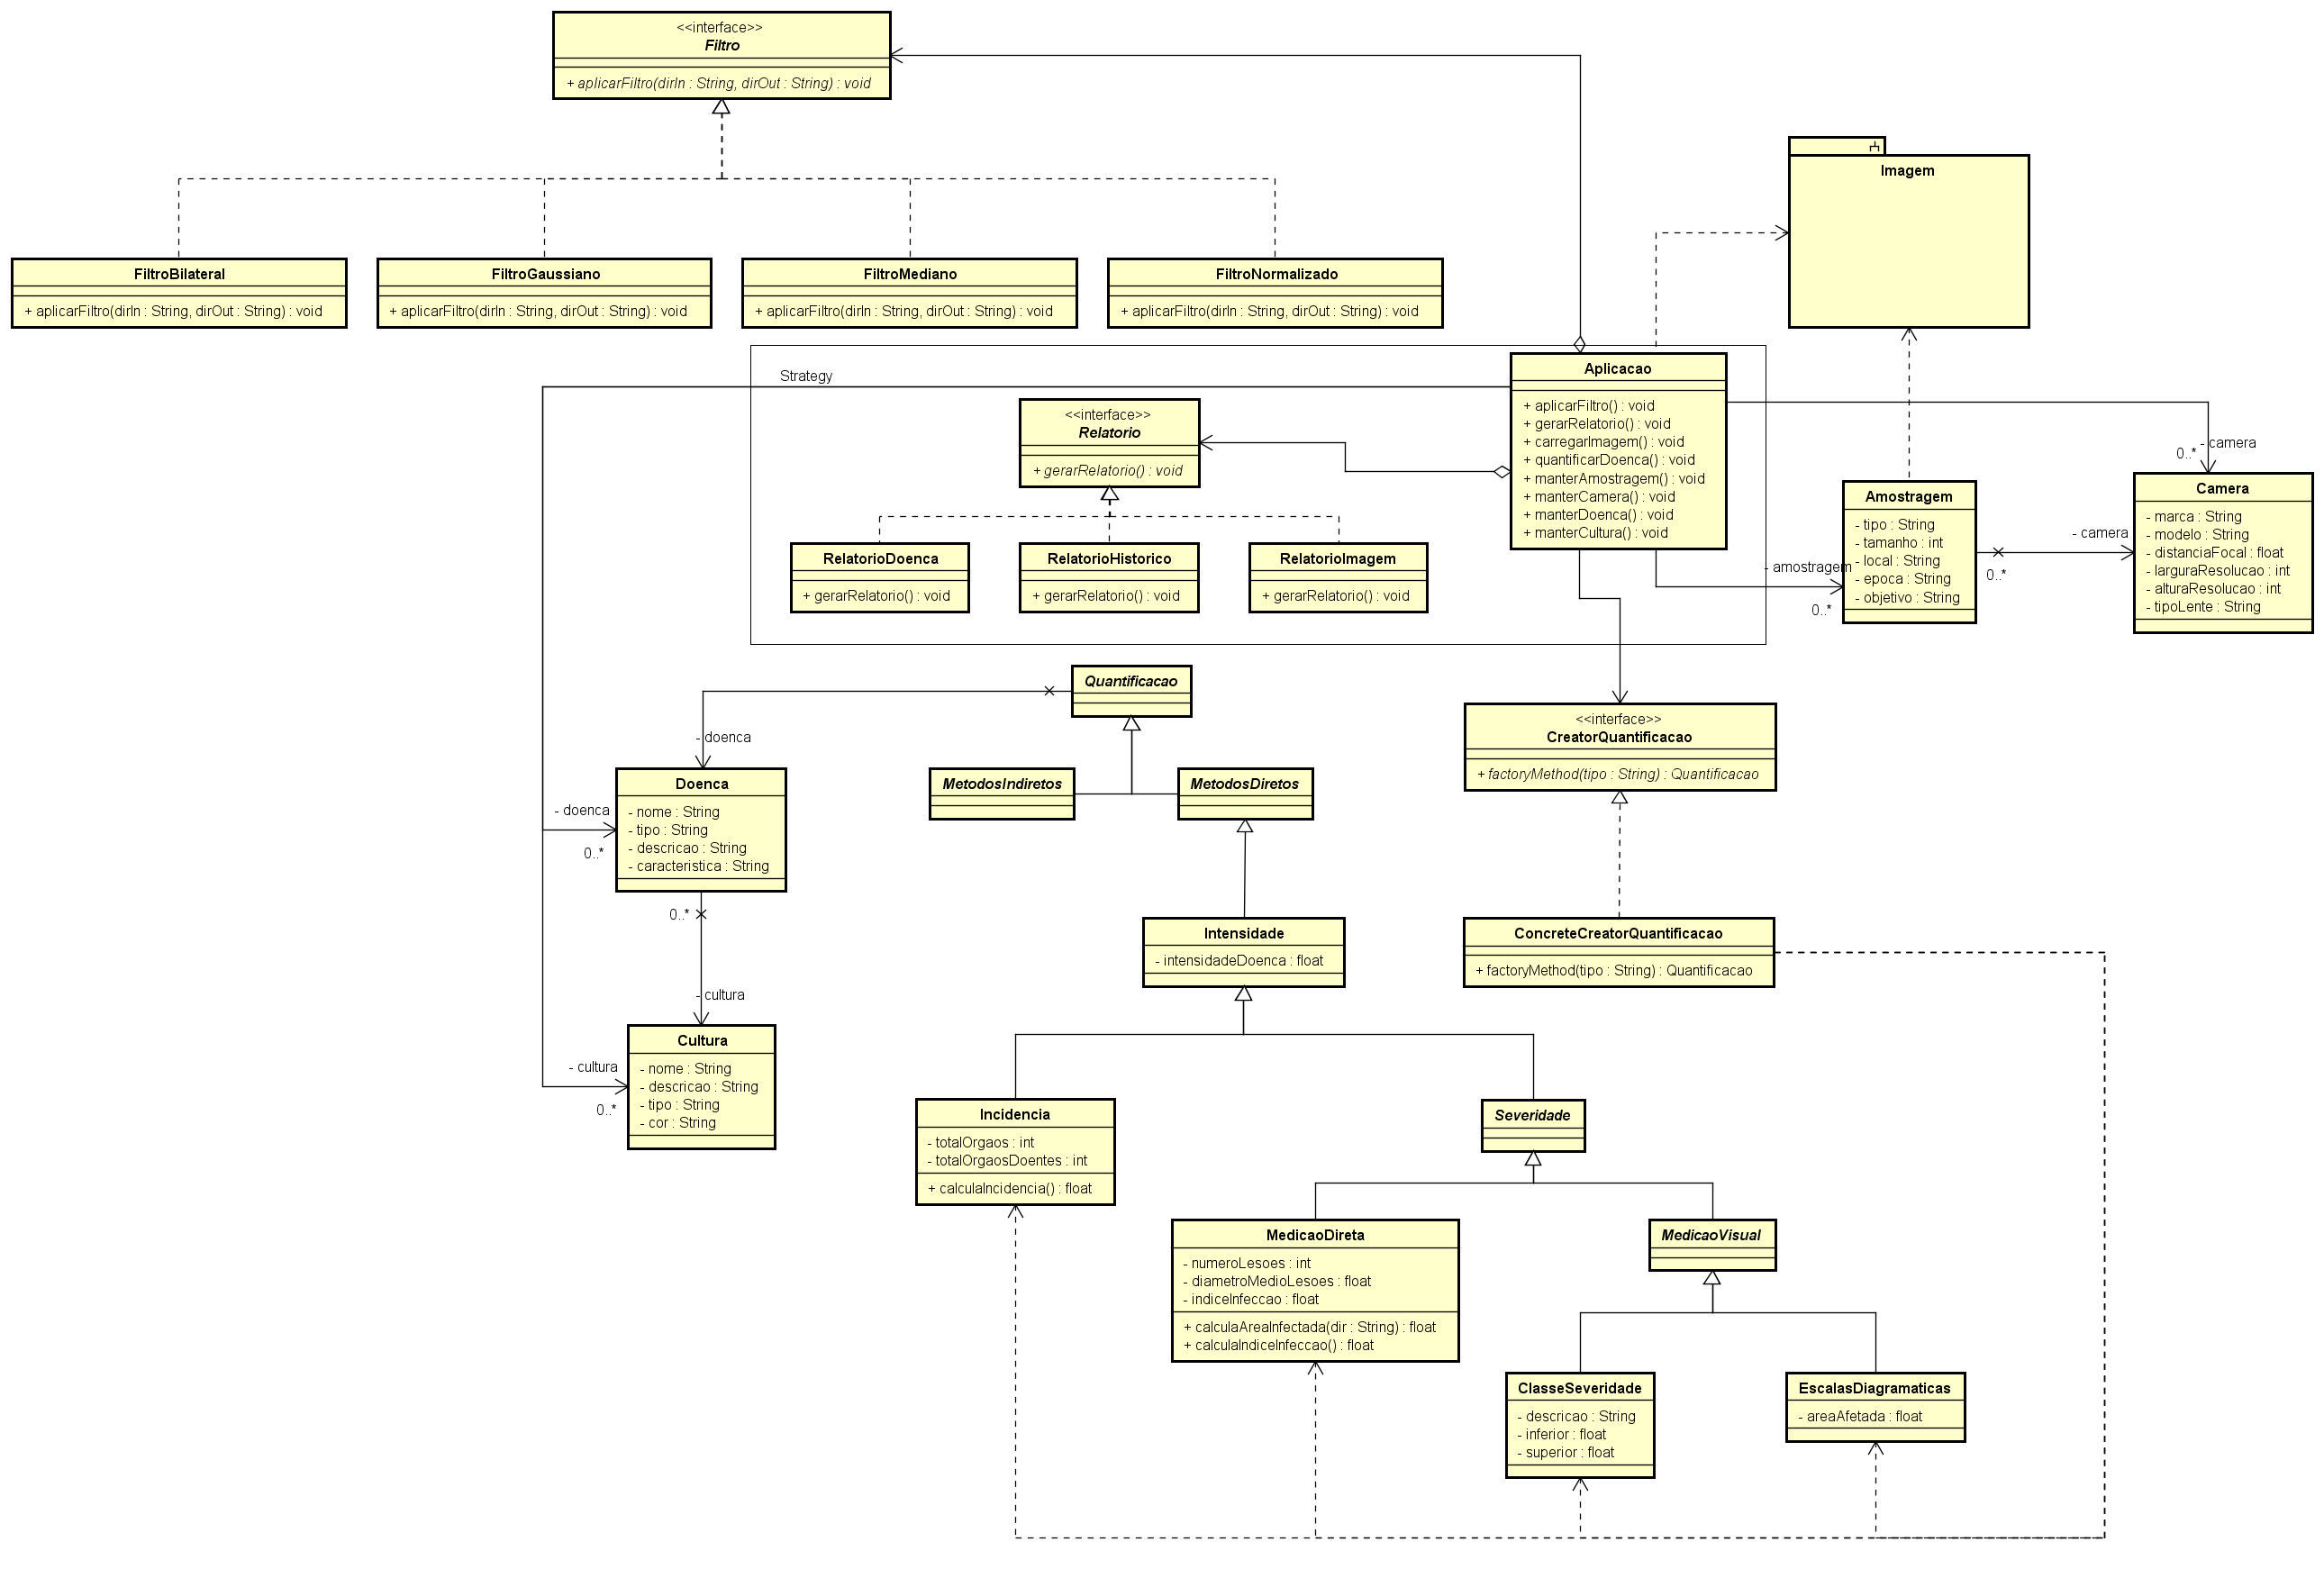 <<interface>>
Filtro
+ aplicarFiltro(dirIn : String, dirOut : String) : void
Imagem
FiltroBilateral
+ aplicarFiltro(dirIn : String, dirOut : String) : void
FiltroGaussiano
+ aplicarFiltro(dirIn : String, dirOut : String) : void
FiltroMediano
+ aplicarFiltro(dirIn : String, dirOut : String) : void
FiltroNormalizado
+ aplicarFiltro(dirIn : String, dirOut : String) : void
Strategy
<<interface>>
Relatorio
+ gerarRelatorio() : void
Aplicacao
+ aplicarFiltro() : void
+ gerarRelatorio() : void
+ carregarImagem() : void
+ quantificarDoenca() : void
+ manterAmostragem() : void
+ manterCamera() : void
+ manterDoenca() : void
+ manterCultura() : void
- camera
0..*
Amostragem
- tipo : String
- tamanho : int
- local : String
- epoca : String
- objetivo : String
- camera
0..*
Camera
- marca : String
- modelo : String
- distanciaFocal : float
- larguraResolucao : int
- alturaResolucao : int
- tipoLente : String
RelatorioDoenca
+ gerarRelatorio() : void
RelatorioHistorico
+ gerarRelatorio() : void
RelatorioImagem
+ gerarRelatorio() : void
- amostragem
0..*
Quantificacao
- doenca
<<interface>>
CreatorQuantificacao
+ factoryMethod(tipo : String) : Quantificacao
MetodosIndiretos
MetodosDiretos
Doenca
- nome : String
- tipo : String
- descricao : String
- caracteristica : String
- doenca
0..*
0..*
- cultura
Intensidade
- intensidadeDoenca : float
ConcreteCreatorQuantificacao
+ factoryMethod(tipo : String) : Quantificacao
Cultura
- nome : String
- descricao : String
- tipo : String
- cor : String
- cultura
0..*
Incidencia
- totalOrgaos : int
- totalOrgaosDoentes : int
+ calculaIncidencia() : float
Severidade
MedicaoDireta
- numeroLesoes : int
- diametroMedioLesoes : float
- indiceInfeccao : float
+ calculaAreaInfectada(dir : String) : float
+ calculaIndiceInfeccao() : float
MedicaoVisual
ClasseSeveridade
- descricao : String
- inferior : float
- superior : float
EscalasDiagramaticas
- areaAfetada : float